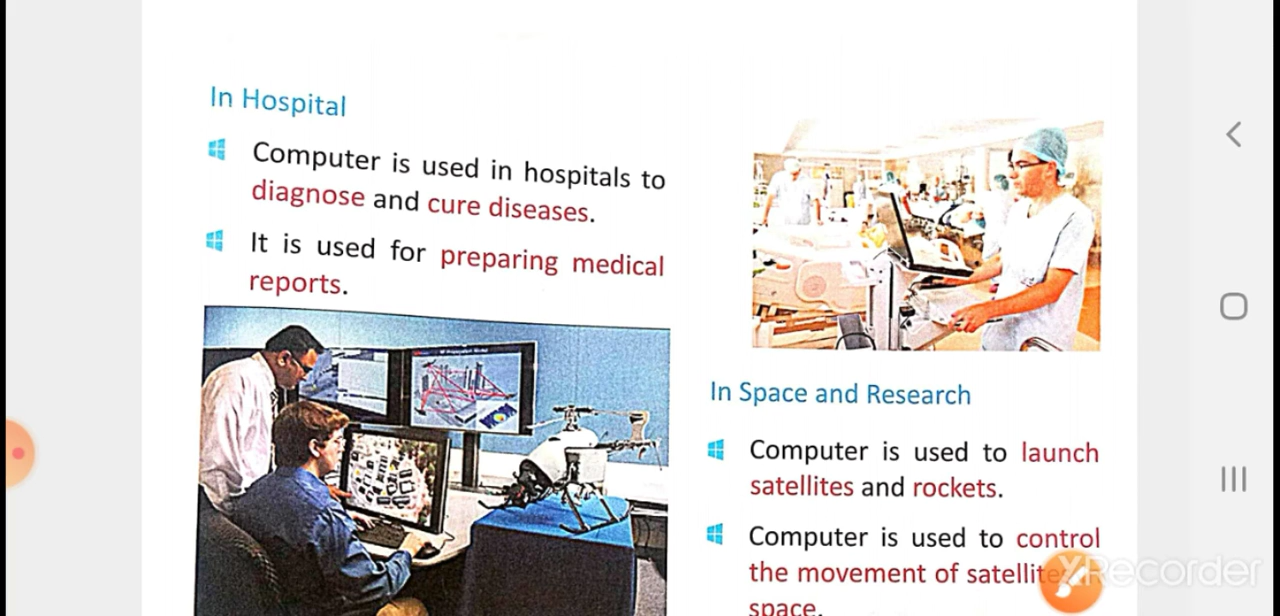 In Hospital
Computer is used in hospitals to
diagnose and cure diseases.
It is used for preparing medical
reports.
In Space and Research
Computer is used to launch
satellites and rockets.
Computer is used to control
the movement of
space.
XRecorder